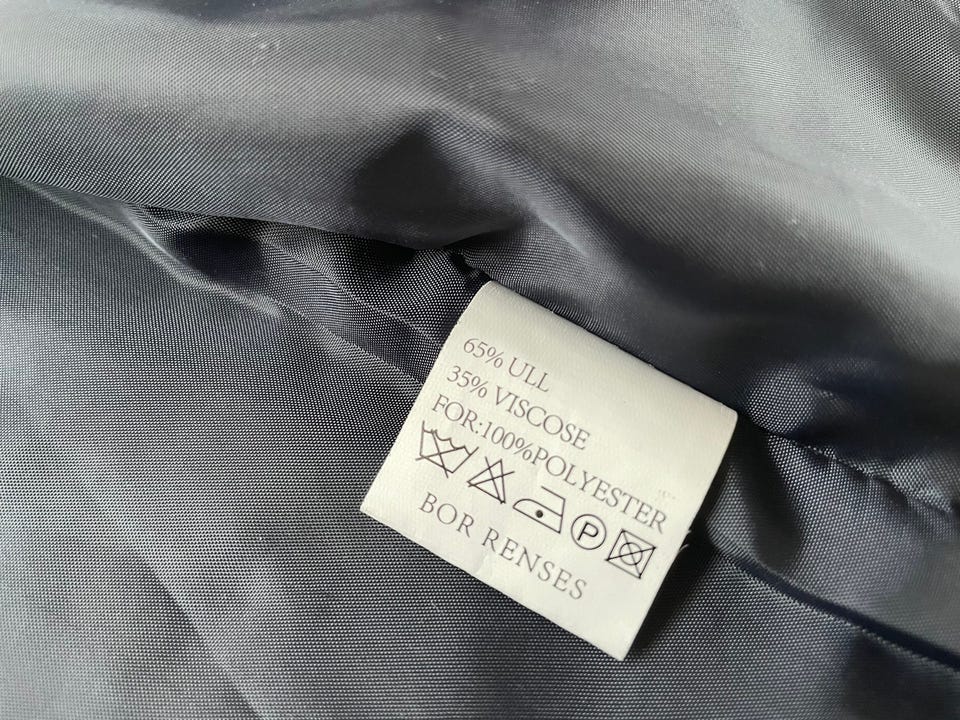 65% ULL
35% VISCOSE
FOR:100%POLYESTER
P
BOR RENSES